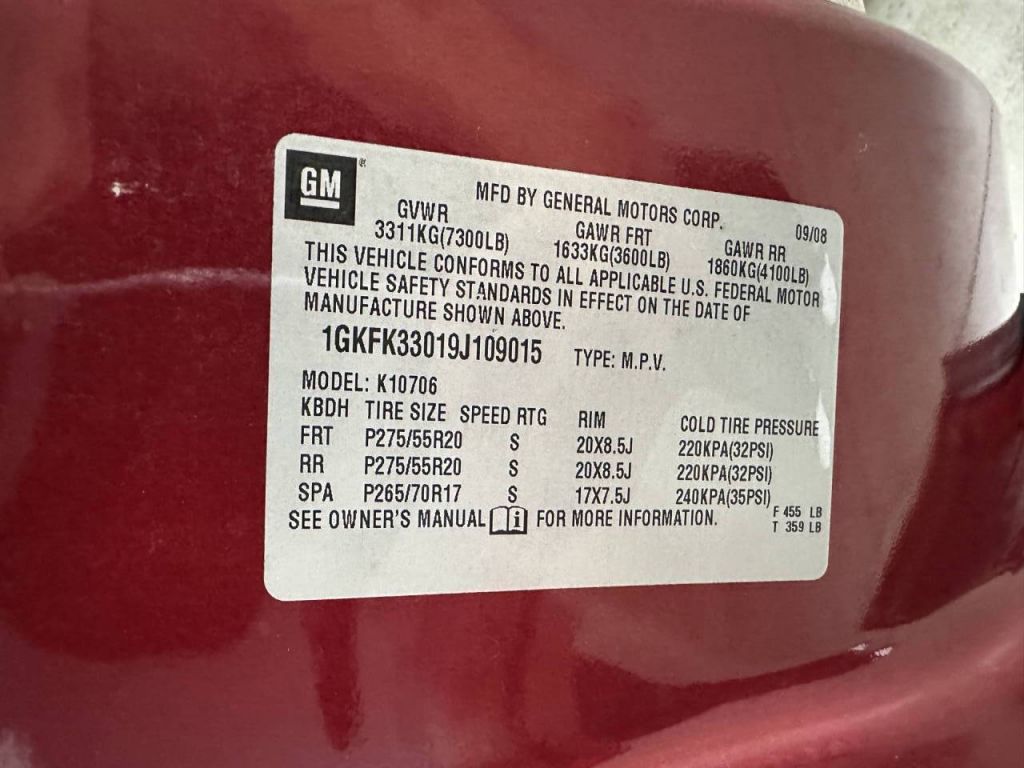 GM®
MFD BY GENERAL MOTORS CORP. 09/08
GVWR GAWR FRT GAWR RR
3311KG(7300LB) 1633KG(3600LB) 1860KG(4100LB)
THIS VEHICLE CONFORMS TO ALL APPLICABLE U.S. FEDERAL MOTOR
VEHICLE SAFETY STANDARDS IN EFFECT ON THE DATE OF
MANUFACTURE SHOWN ABOVE.
1GKFK33019J109015 TYPE: M.P.V.
MODEL: K10706
KBDH TIRE SIZE SPEED RTG RIM COLD TIRE PRESSURE
FRT P275/55R20 S 20X8.5J 220KPA(32PSI)
RR P275/55R20 S 20X8.5J 220KPA(32PSI)
SPA P265/70R17 S 17X7.5J 240KPA(35PSI)
SEE OWNER'S MANUAL i FOR MORE INFORMATION.
F 455 LB
T 359 LB